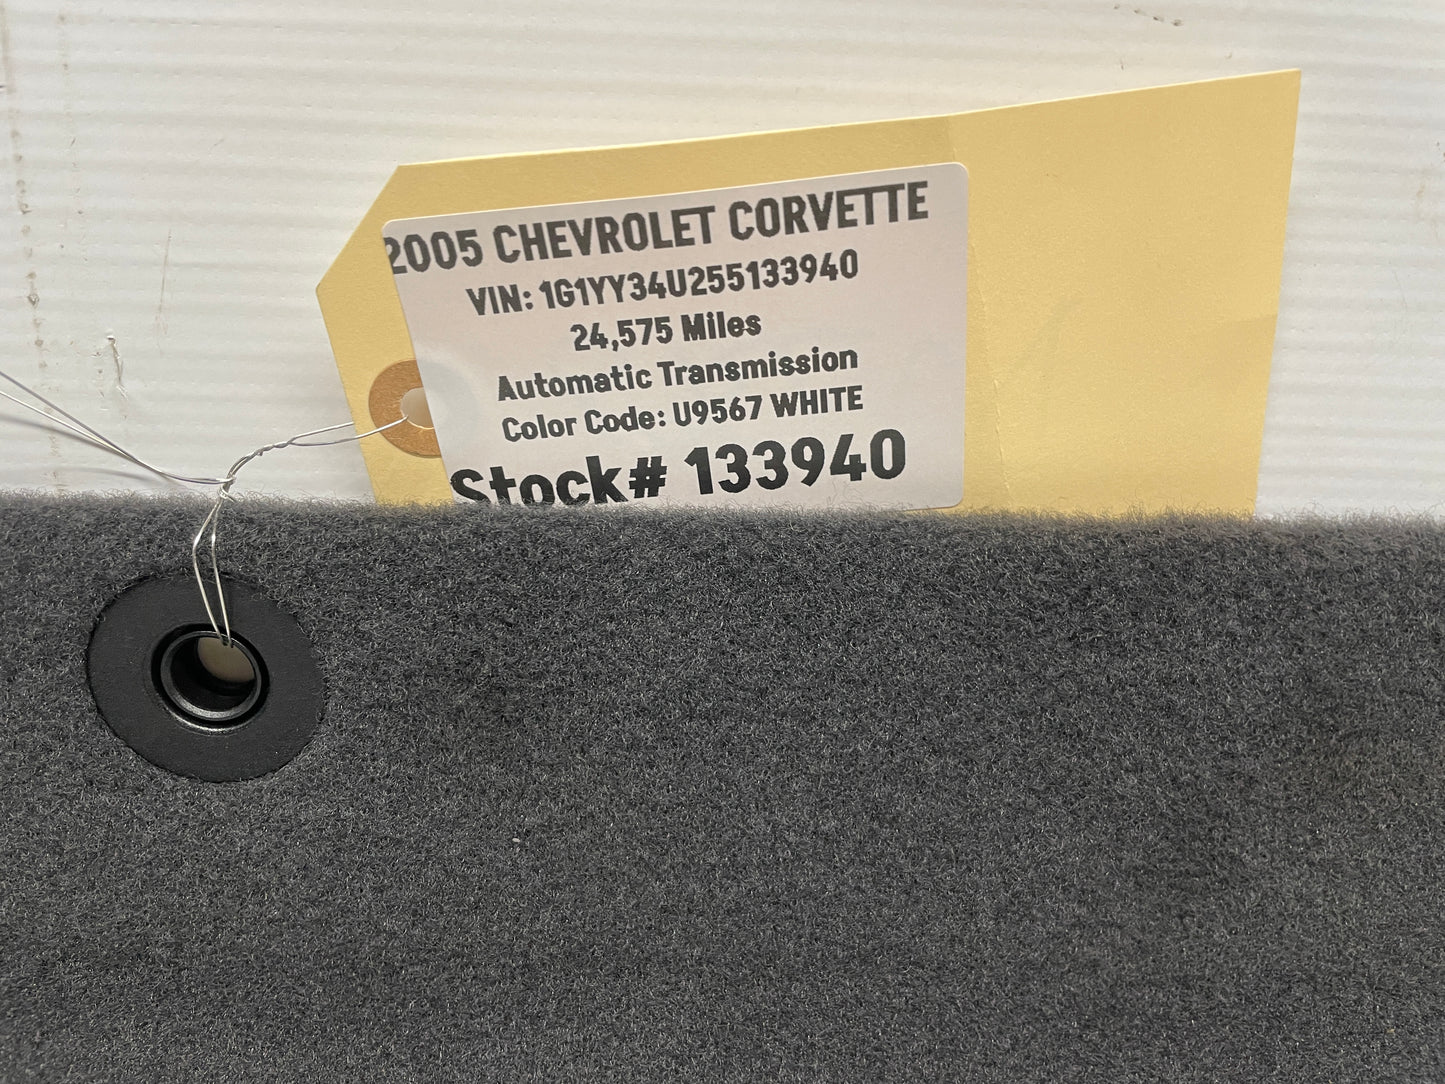 2005 CHEVROLET CORVETTE
VIN: 1G1YY34U255133940
24,575 Miles
Automatic Transmission
Color Code: U9567 WHITE
Stock# 133940